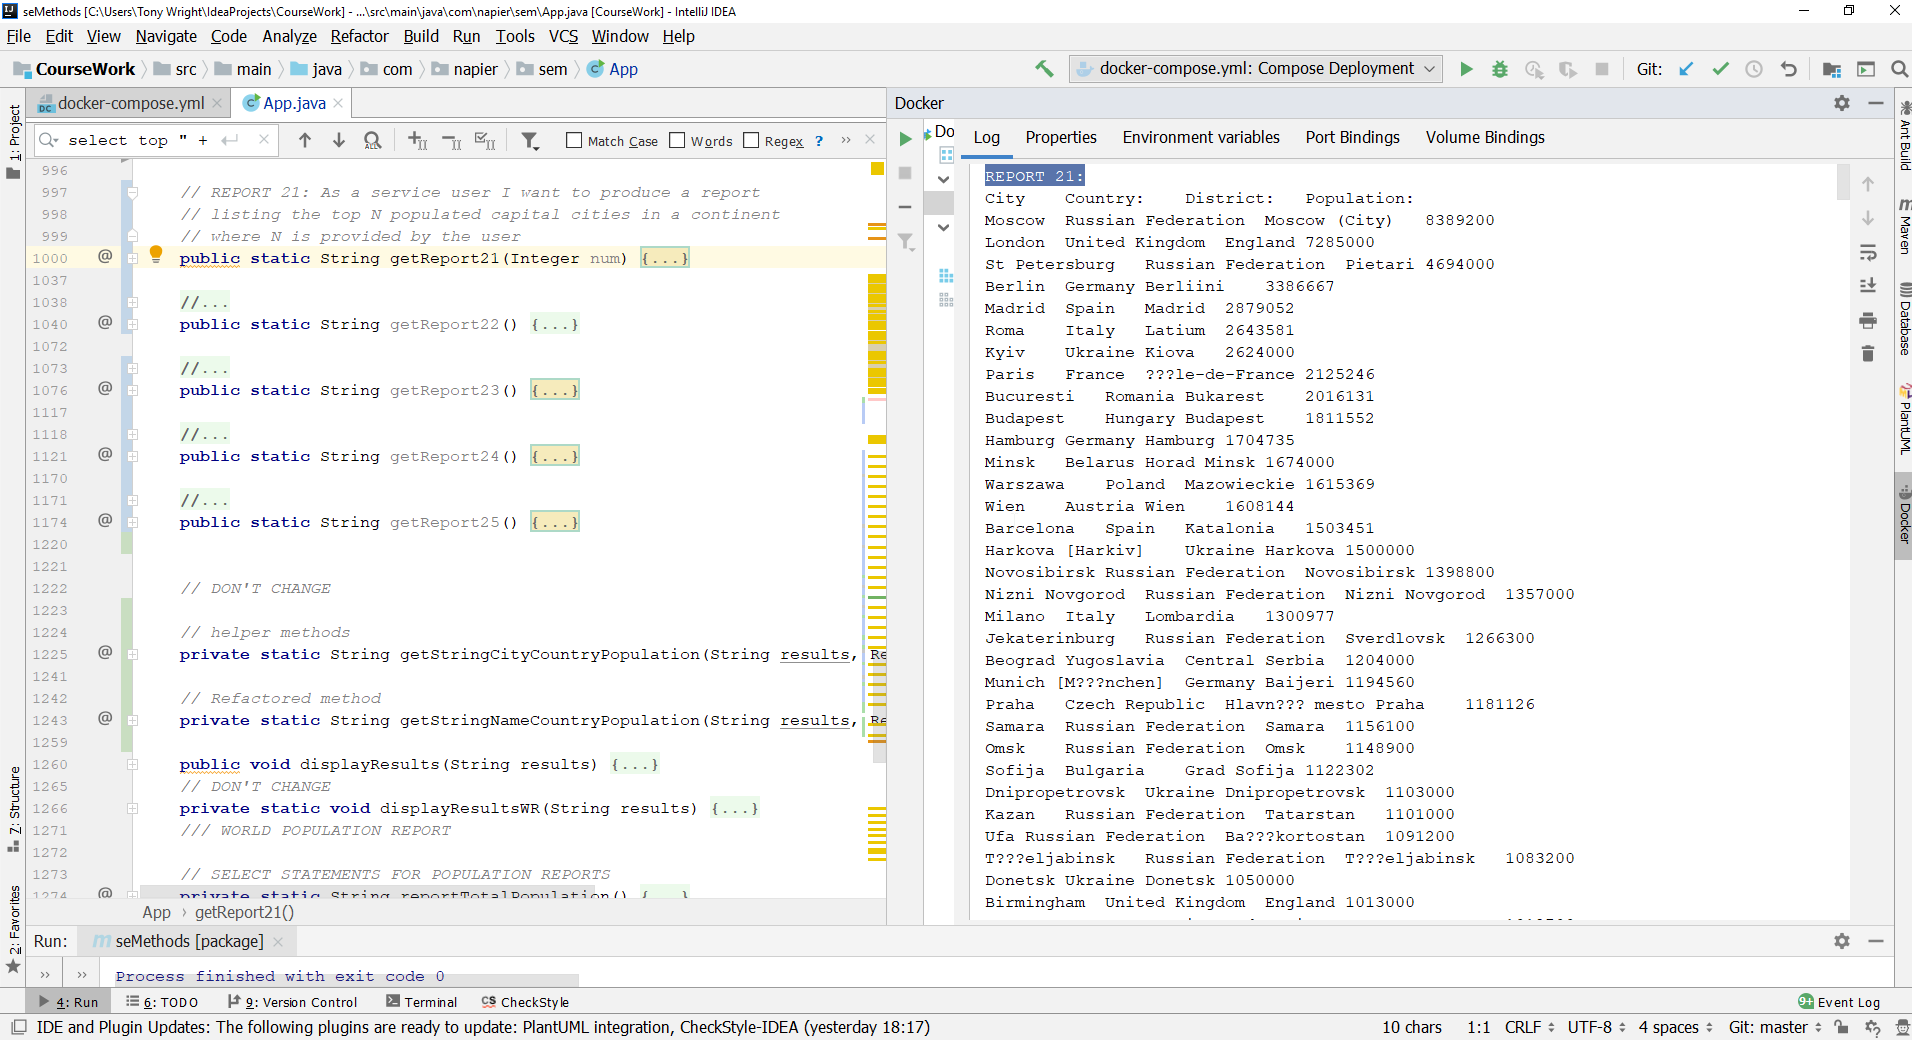 seMethods [C:\Users\Tony Wright\IdeaProjects\CourseWork] - ...\src\main\java\com\napier\sem\App.java [CourseWork] - IntelliJ IDEA
File Edit View Navigate Code Analyze Refactor Build Run Tools VCS Window Help
CourseWork src main java com napier sem App
docker-compose.yml: Compose Deployment Git:
docker-compose.yml App.java
select top " + Match Case Words Regex ? »
996
997 // REPORT 21: As a service user I want to produce a report
998 // listing the top N populated capital cities in a continent
999 // where N is provided by the user
1000 @ public static String getReport21(Integer num) {...}
1037
1038 //...
1040 @ public static String getReport22() {...}
1072
1073 //...
1076 @ public static String getReport23() {...}
1117
1118 //...
1121 @ public static String getReport24() {...}
1170
1171 //...
1174 @ public static String getReport25() {...}
1220
1221
1222 // DON'T CHANGE
1223
1224 // helper methods
1225 @ private static String getStringCityCountryPopulation(String results, Re
1241
1242 // Refactored method
1243 @ private static String getStringNameCountryPopulation(String results, Re
1259
1260 public void displayResults(String results) {...}
1265 // DON'T CHANGE
1266 private static void displayResultsWR(String results) {...}
1271 /// WORLD POPULATION REPORT
1272
1273 // SELECT STATEMENTS FOR POPULATION REPORTS
1274 @ private static String reportTotalPopulation() {...}
App › getReport21()
Docker
Do
Log Properties Environment variables Port Bindings Volume Bindings
REPORT 21:
City Country: District: Population:
Moscow Russian Federation Moscow (City) 8389200
London United Kingdom England 7285000
St Petersburg Russian Federation Pietari 4694000
Berlin Germany Berliini 3386667
Madrid Spain Madrid 2879052
Roma Italy Latium 2643581
Kyiv Ukraine Kiova 2624000
Paris France ???le-de-France 2125246
Bucuresti Romania Bukarest 2016131
Budapest Hungary Budapest 1811552
Hamburg Germany Hamburg 1704735
Minsk Belarus Horad Minsk 1674000
Warszawa Poland Mazowieckie 1615369
Wien Austria Wien 1608144
Barcelona Spain Katalonia 1503451
Harkova [Harkiv] Ukraine Harkova 1500000
Novosibirsk Russian Federation Novosibirsk 1398800
Nizni Novgorod Russian Federation Nizni Novgorod 1357000
Milano Italy Lombardia 1300977
Jekaterinburg Russian Federation Sverdlovsk 1266300
Beograd Yugoslavia Central Serbia 1204000
Munich [M???nchen] Germany Baijeri 1194560
Praha Czech Republic Hlavn??? mesto Praha 1181126
Samara Russian Federation Samara 1156100
Omsk Russian Federation Omsk 1148900
Sofija Bulgaria Grad Sofija 1122302
Dnipropetrovsk Ukraine Dnipropetrovsk 1103000
Kazan Russian Federation Tatarstan 1101000
Ufa Russian Federation Ba???kortostan 1091200
T???eljabinsk Russian Federation T???eljabinsk 1083200
Donetsk Ukraine Donetsk 1050000
Birmingham United Kingdom England 1013000
1: Project
7: Structure
2: Favorites
Ant Build
Maven
Database
PlantUML
Docker
Run: seMethods [package]
» » Process finished with exit code 0
4: Run 6: TODO 9: Version Control Terminal CheckStyle 9+ Event Log
IDE and Plugin Updates: The following plugins are ready to update: PlantUML integration, CheckStyle-IDEA (yesterday 18:17) 10 chars 1:1 CRLF UTF-8 4 spaces Git: master